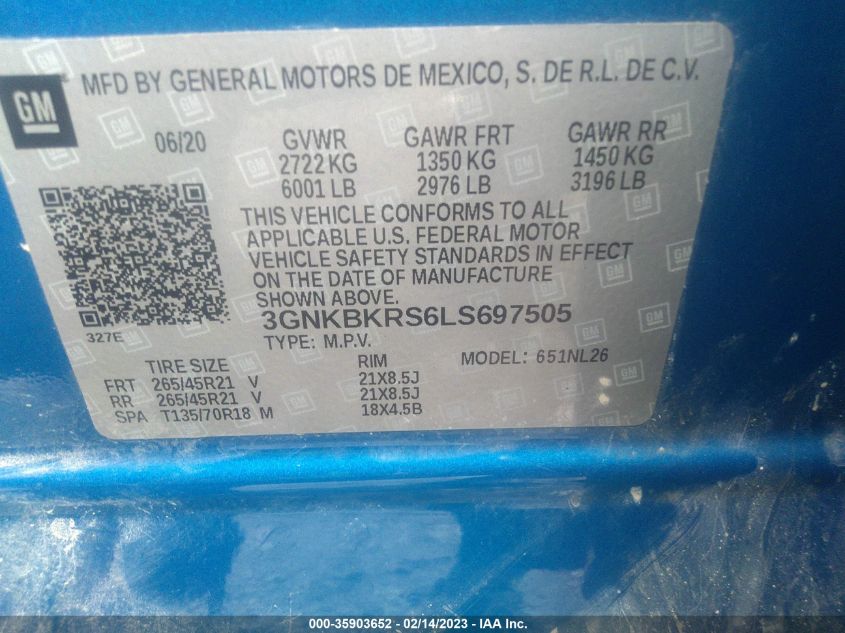 GM
MFD BY GENERAL MOTORS DE MEXICO, S. DE R.L. DE C.V.
06/20 GVWR GAWR FRT GAWR RR
2722 KG 1350 KG 1450 KG
6001 LB 2976 LB 3196 LB
THIS VEHICLE CONFORMS TO ALL
APPLICABLE U.S. FEDERAL MOTOR
VEHICLE SAFETY STANDARDS IN EFFECT
ON THE DATE OF MANUFACTURE
SHOWN ABOVE.
327E 3GNKBKRS6LS697505
TYPE: M.P.V. MODEL: 651NL26
TIRE SIZE RIM
FRT 265/45R21 V 21X8.5J
RR 265/45R21 V 21X8.5J
SPA T135/70R18 M 18X4.5B
000-35903652 - 02/14/2023 - IAA Inc.